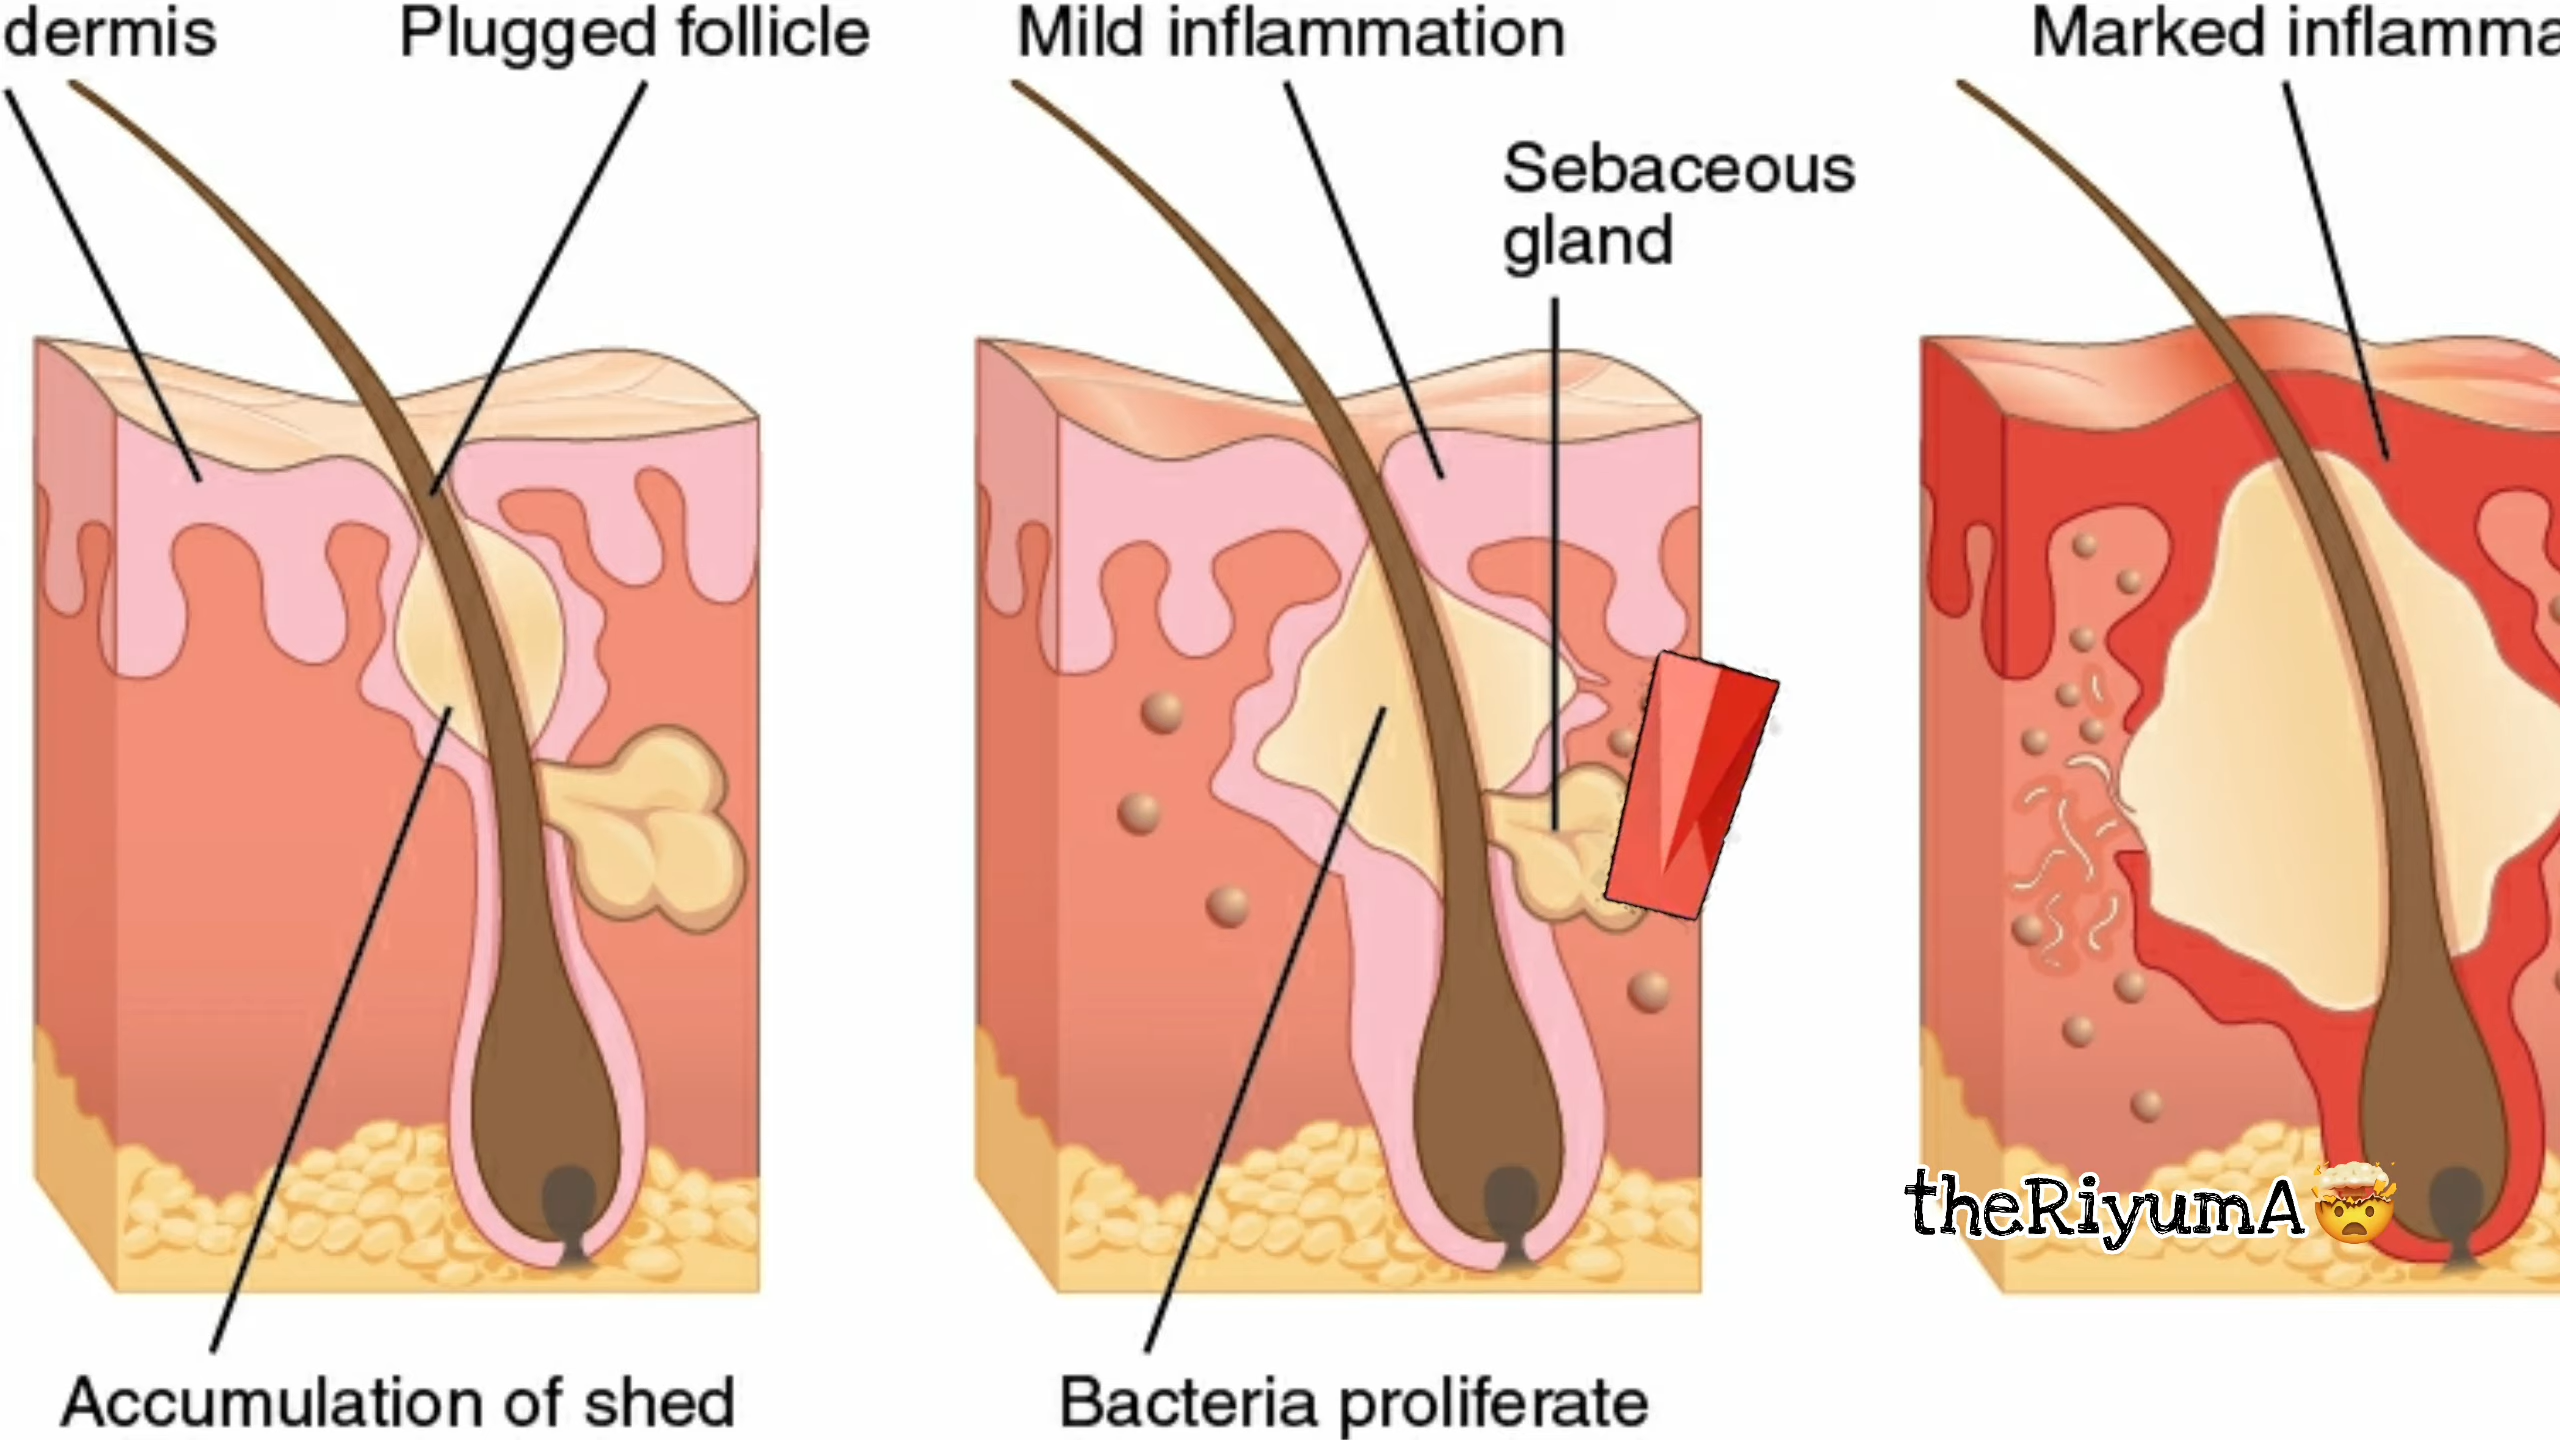 dermis
Plugged follicle
Mild inflammation
Marked inflamma
Sebaceous
gland
theRiyumA🤯
Accumulation of shed
Bacteria proliferate